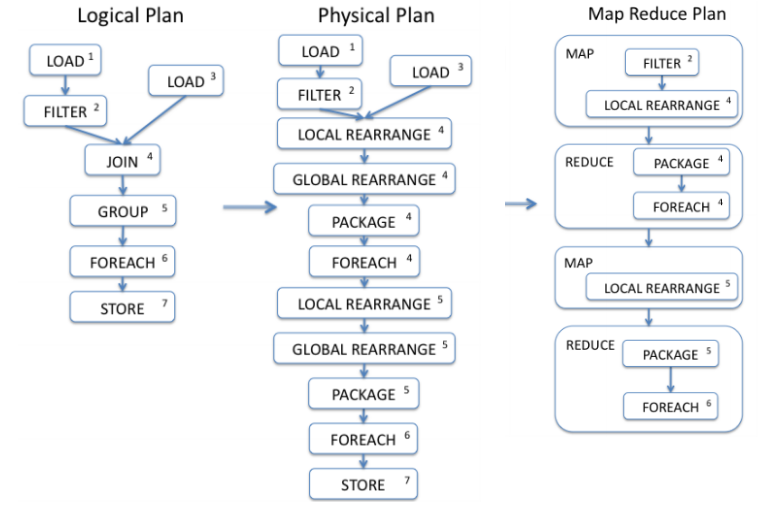 Logical Plan
LOAD 1
LOAD 3
FILTER 2
JOIN 4
GROUP 5
FOREACH 6
STORE 7
Physical Plan
LOAD 1
LOAD 3
FILTER 2
LOCAL REARRANGE 4
GLOBAL REARRANGE 4
PACKAGE 4
FOREACH 4
LOCAL REARRANGE 5
GLOBAL REARRANGE 5
PACKAGE 5
FOREACH 6
STORE 7
Map Reduce Plan
MAP
FILTER 2
LOCAL REARRANGE 4
REDUCE
PACKAGE 4
FOREACH 4
MAP
LOCAL REARRANGE 5
REDUCE
PACKAGE 5
FOREACH 6